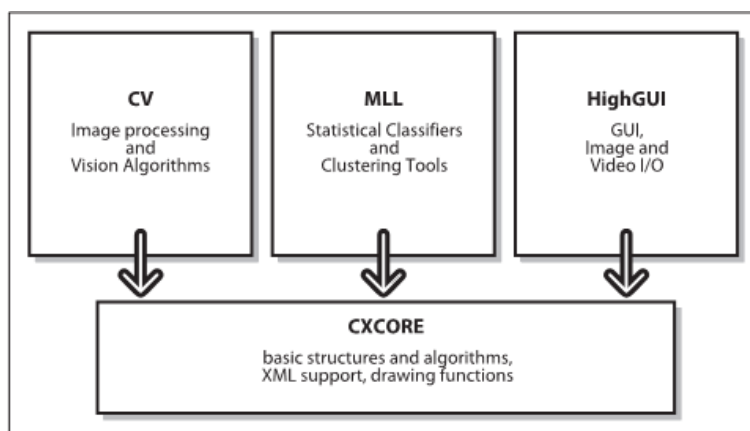 CV
Image processing
and
Vision Algorithms
MLL
Statistical Classifiers
and
Clustering Tools
HighGUI
GUI,
Image and
Video I/O
CXCORE
basic structures and algorithms,
XML support, drawing functions